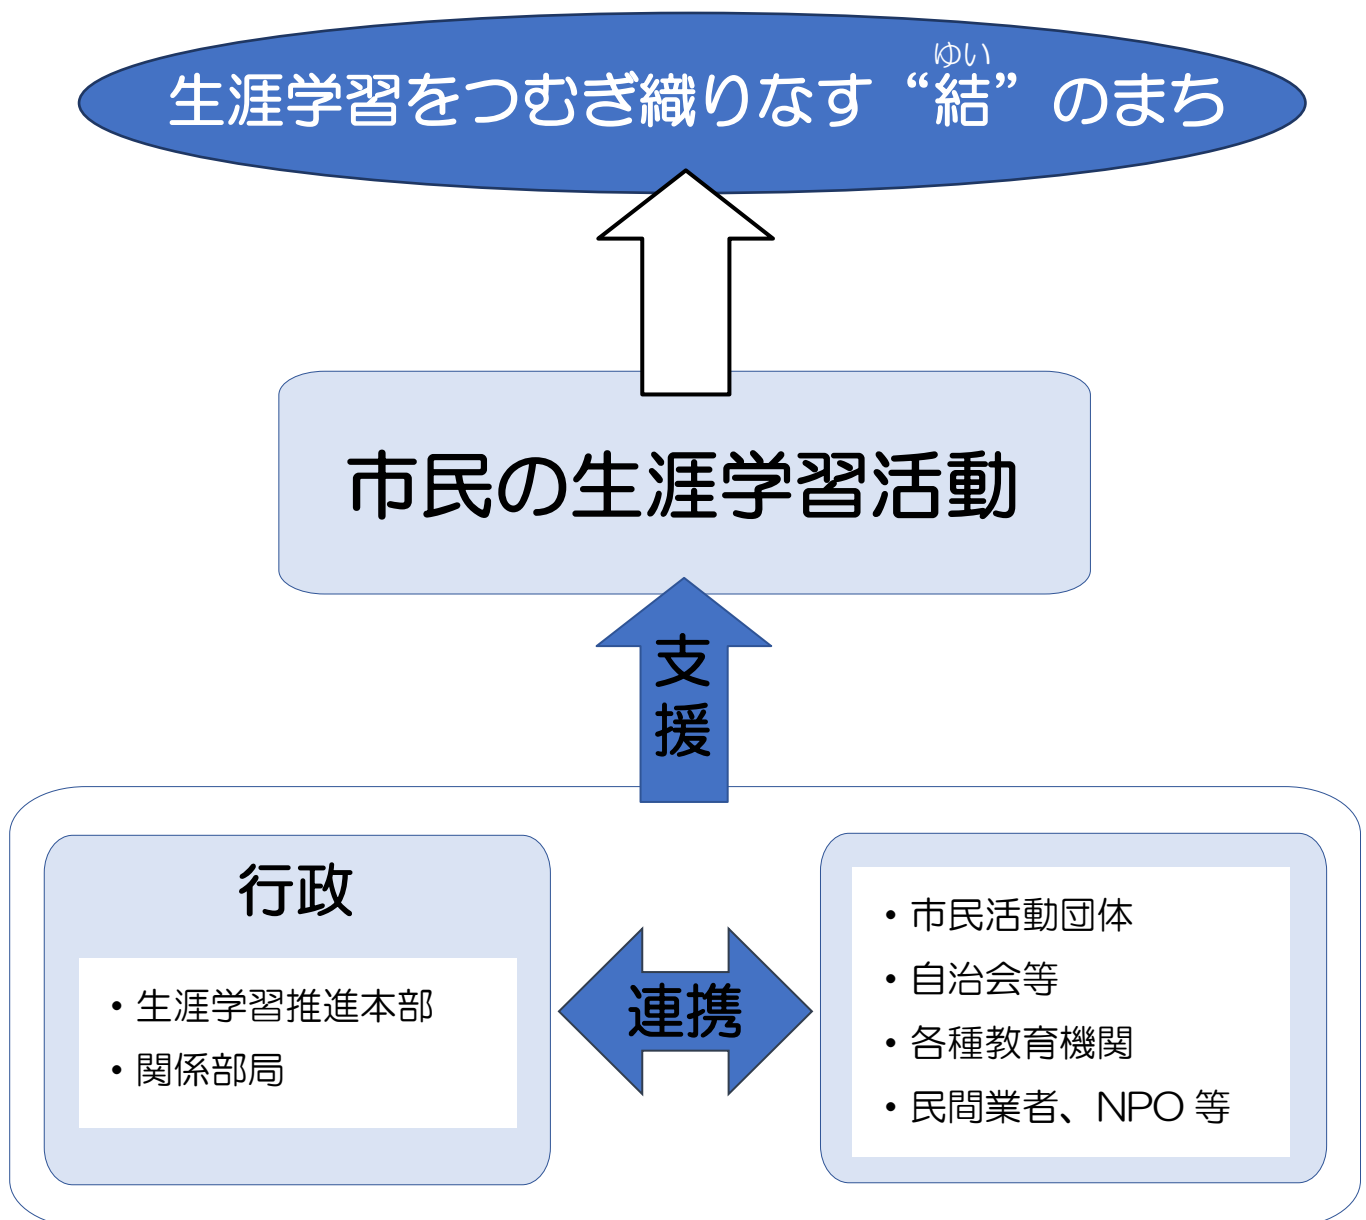 ゆい
生涯学習をつむぎ織りなす“結”のまち
市民の生涯学習活動
支
援
行政
・生涯学習推進本部
・関係部局
連携
・市民活動団体
・自治会等
・各種教育機関
・民間業者、NPO 等